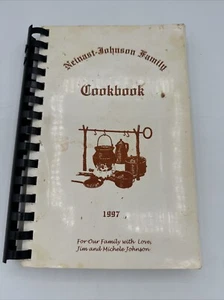 Neinast-Johnson Family
Cookbook
1997
For Our Family with Love,
Jim and Michele Johnson